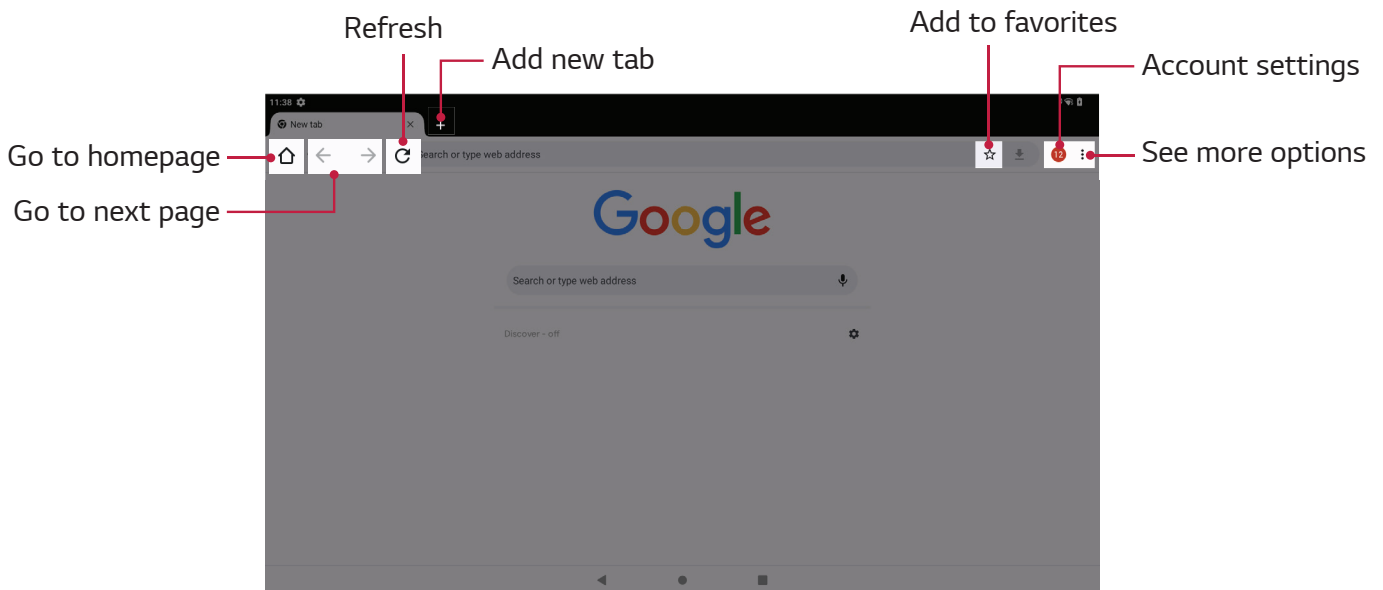 Refresh
Add to favorites
Add new tab
Account settings
11:38
New tab
Go to homepage
Search or type web address
12
See more options
Go to next page
Google
Search or type web address
Discover - off